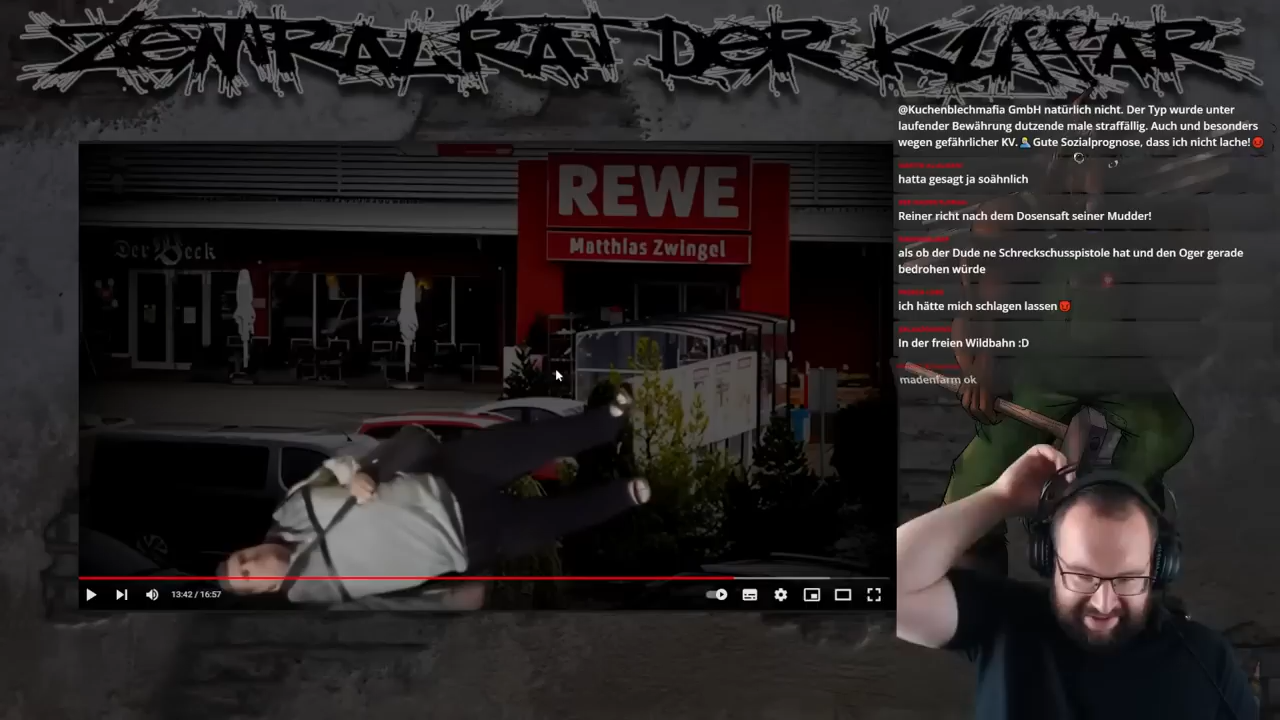 ZENTRALRAT DER KUFFAR
@Kuchenblechmafia GmbH natürlich nicht. Der Typ wurde unter
laufender Bewährung dutzende male straffällig. Auch und besonders
wegen gefährlicher KV. 🤦 Gute Sozialprognose, dass ich nicht lache! 😡
hatta gesagt ja soähnlich
Reiner richt nach dem Dosensaft seiner Mudder!
als ob der Dude ne Schreckschusspistole hat und den Oger gerade
bedrohen würde
ich hätte mich schlagen lassen 😡
In der freien Wildbahn :D
madenfarm ok
REWE
Matthias Zwingel
Der Beck
13:42 / 16:57